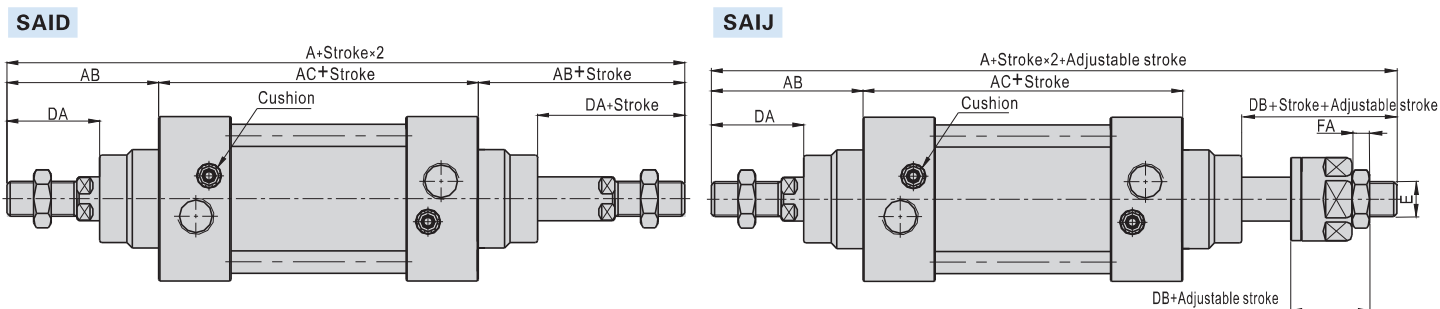 SAID
A+Stroke×2
AB
AC+Stroke
AB+Stroke
Cushion
DA
DA+Stroke
SAIJ
A+Stroke×2+Adjustable stroke
AB
AC+Stroke
Cushion
DA
DB+Stroke+Adjustable stroke
FA
E
DB+Adjustable stroke